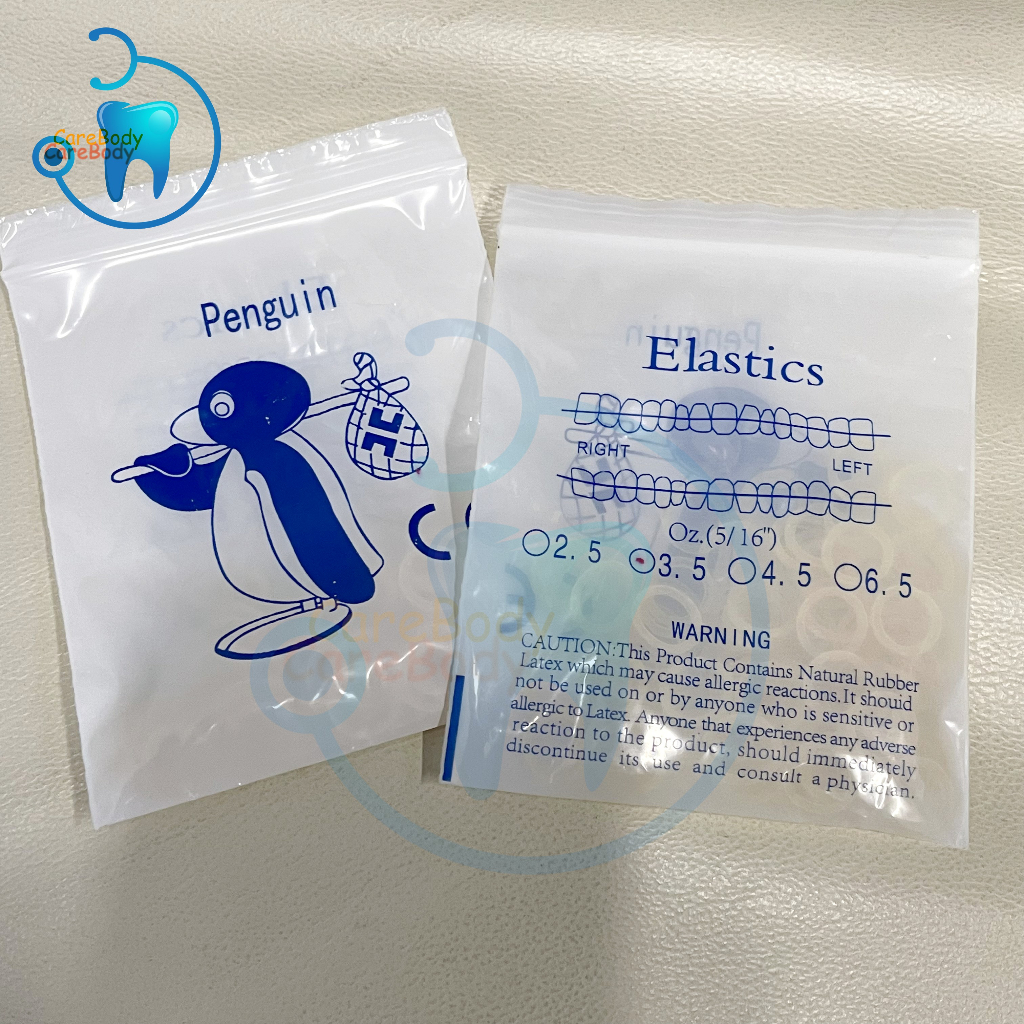 CareBody
CareBody
Penguin
Elastics
RIGHT
LEFT
Oz.(5/16")
2.5 3.5 4.5 6.5
WARNING
CAUTION:This Product Contains Natural Rubber
Latex which may cause allergic reactions.It shouid
not be used on or by anyone who is sensitive or
allergic to Latex. Anyone that experiences any adverse
reaction to the product, should immediately
discontinue its use and consult a physician.
CareBody
CareBody